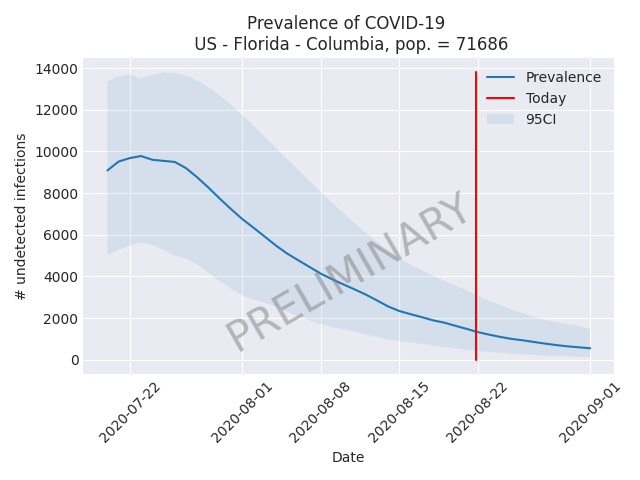 Prevalence of COVID-19
US - Florida - Columbia, pop. = 71686
# undetected infections
14000
12000
10000
8000
6000
4000
2000
0
Prevalence
Today
95CI
PRELIMINARY
2020-07-22
2020-08-01
2020-08-08
2020-08-15
2020-08-22
2020-09-01
Date